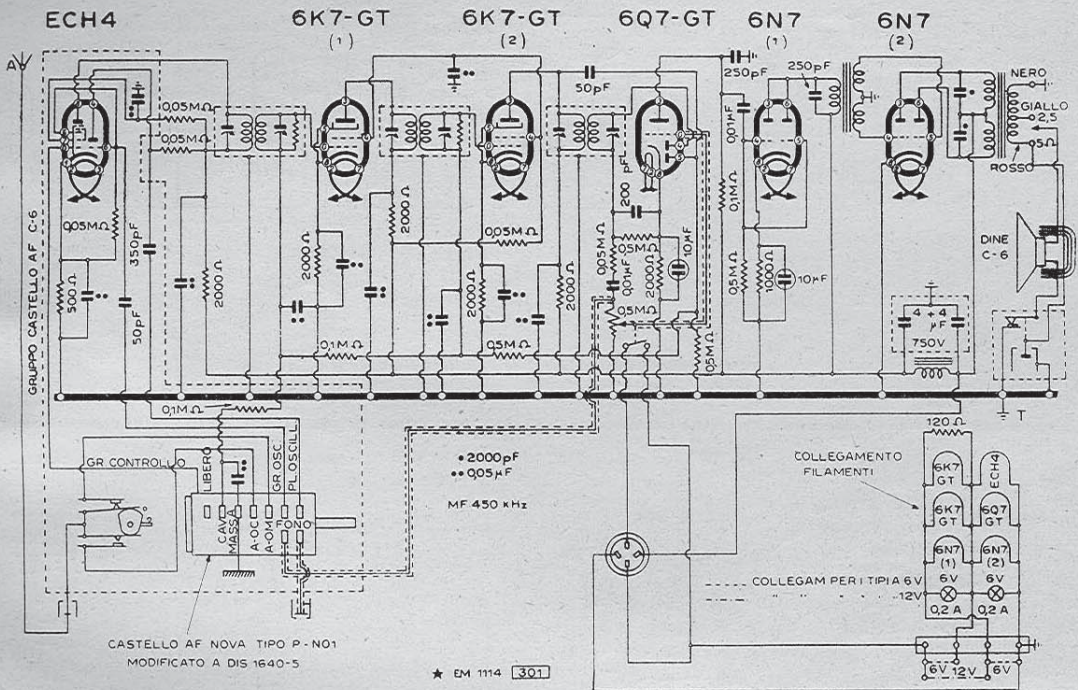 ECH4
6K7-GT
(1)
6K7-GT
(2)
6Q7-GT
6N7
(1)
6N7
(2)
A
GRUPPO CASTELLO AF C-6
0,05MΩ
0,05MΩ
0,05MΩ
500Ω
350pF
50pF
2000Ω
2000Ω
0,1MΩ
2000Ω
0,05MΩ
2000Ω
0,5MΩ
50pF
2000Ω
200 pF
0,05MΩ
0,01µF
0,5MΩ
2000Ω
10µF
0,5MΩ
0,5MΩ
250pF
0,01µF
0,1MΩ
0,5MΩ
1000Ω
10µF
250pF
NERO
GIALLO
2,5
5Ω
ROSSO
DINE
C-6
4 + 4
µF
750V
T
0,1MΩ
GR CONTROLLO
LIBERO
CAV
MASSA
A-OC
A-OM
GR.OSC.
PL.OSCILL.
FONO
• 2000pF
•• 0,05µF
MF 450 KHz
120Ω
COLLEGAMENTO
FILAMENTI
6K7
GT
ECH4
6K7
GT
6Q7
GT
6N7
(1)
6N7
(2)
6V
6V
0,2A
0,2A
COLLEGAM PER I TIPI A 6V
" " " 12V
6V
12V
6V
CASTELLO AF NOVA TIPO P-N01
MODIFICATO A DIS 1640-5
★ EM 1114 301